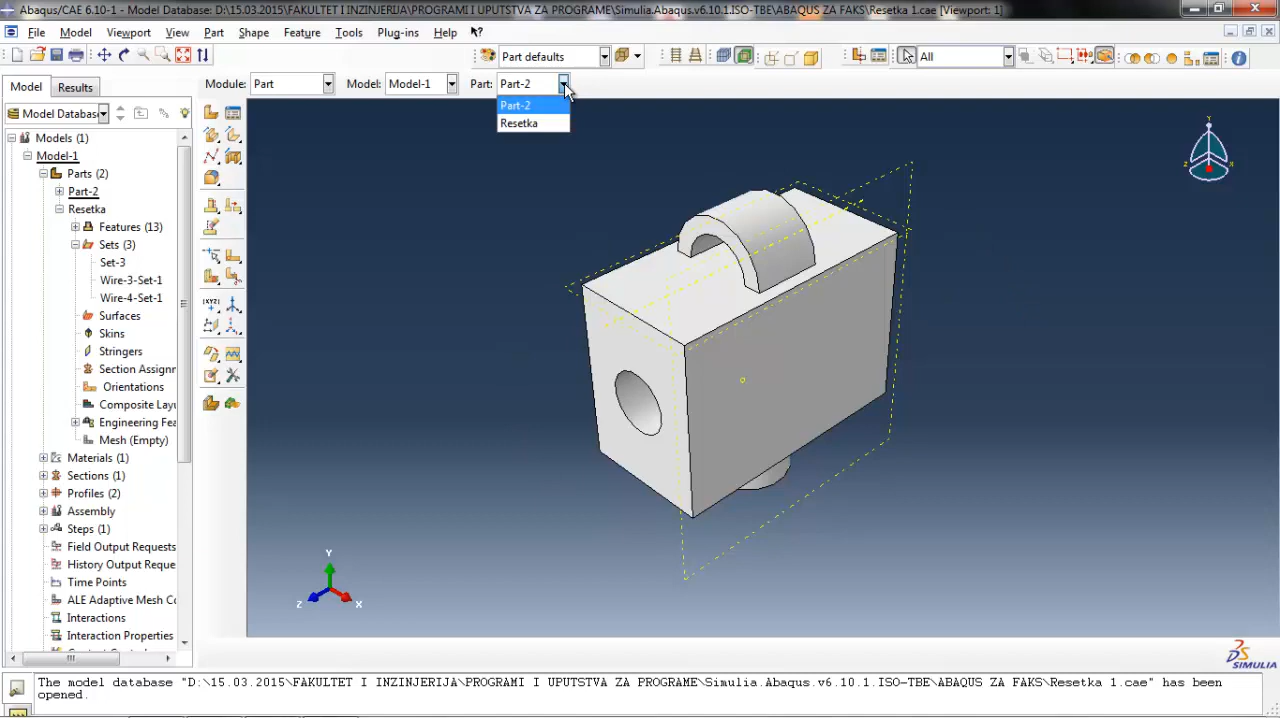 Abaqus/CAE 6.10-1 - Model Database: D:\15.03.2015\FAKULTET I INZINJERIJA\PROGRAMI I UPUTSTVA ZA PROGRAME\Simulia.Abaqus.v6.10.1.ISO-TBE\ABAQUS ZA FAKS\Resetka 1.cae [Viewport: 1]
File Model Viewport View Part Shape Feature Tools Plug-ins Help
Part defaults All
Model Results Module: Part Model: Model-1 Part: Part-2
Part-2
Resetka
Model Databas
Models (1)
Model-1
Parts (2)
Part-2
Resetka
Features (13)
Sets (3)
Set-3
Wire-3-Set-1
Wire-4-Set-1
Surfaces
Skins
Stringers
Section Assignm
Orientations
Composite Layu
Engineering Fea
Mesh (Empty)
Materials (1)
Sections (1)
Profiles (2)
Assembly
Steps (1)
Field Output Requests
History Output Reque
Time Points
ALE Adaptive Mesh Co
Interactions
Interaction Properties
(XYZ)
Y
Z X
Y
Z X
SIMULIA
The model database "D:\15.03.2015\FAKULTET I INZINJERIJA\PROGRAMI I UPUTSTVA ZA PROGRAME\Simulia.Abaqus.v6.10.1.ISO-TBE\ABAQUS ZA FAKS\Resetka 1.cae" has been
opened.